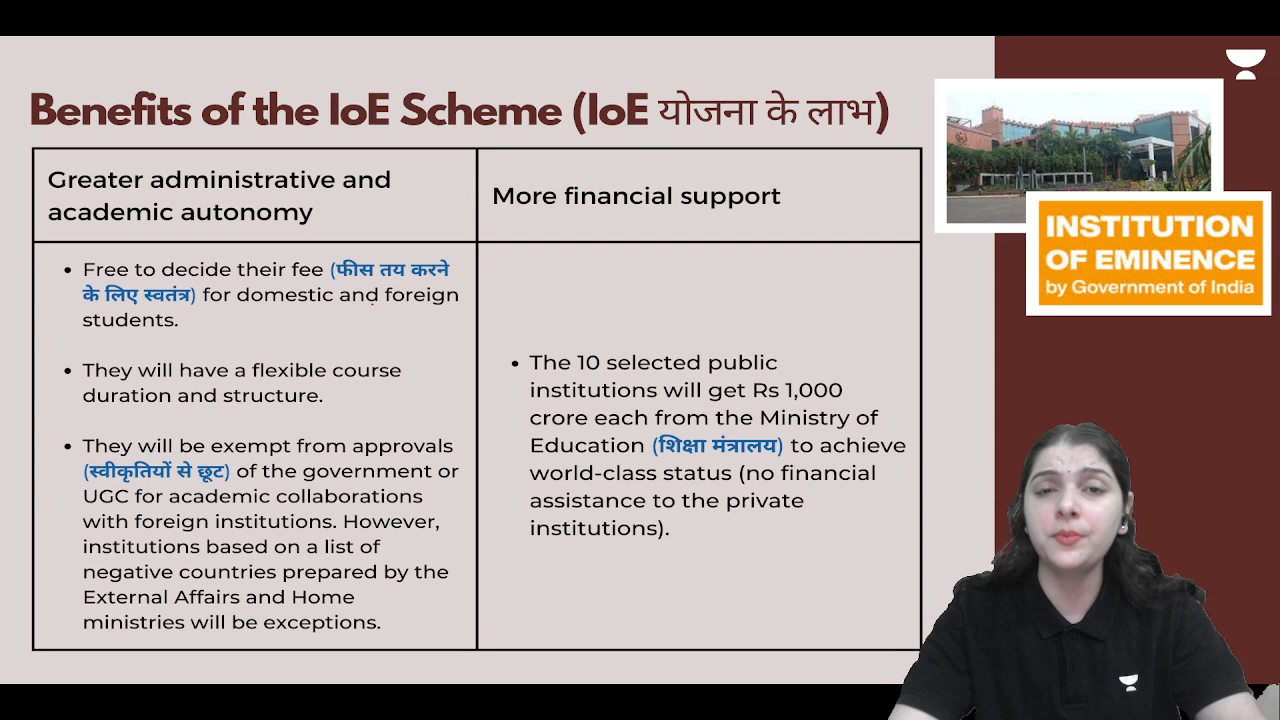 Benefits of the IoE Scheme (IoE योजना के लाभ)
Greater administrative and
academic autonomy
More financial support
• Free to decide their fee (फीस तय करने
के लिए स्वतंत्र) for domestic and foreign
students.
• They will have a flexible course
duration and structure.
• They will be exempt from approvals
(स्वीकृतियों से छूट) of the government or
UGC for academic collaborations
with foreign institutions. However,
institutions based on a list of
negative countries prepared by the
External Affairs and Home
ministries will be exceptions.
• The 10 selected public
institutions will get Rs 1,000
crore each from the Ministry of
Education (शिक्षा मंत्रालय) to achieve
world-class status (no financial
assistance to the private
institutions).
INSTITUTION
OF EMINENCE
by Government of India